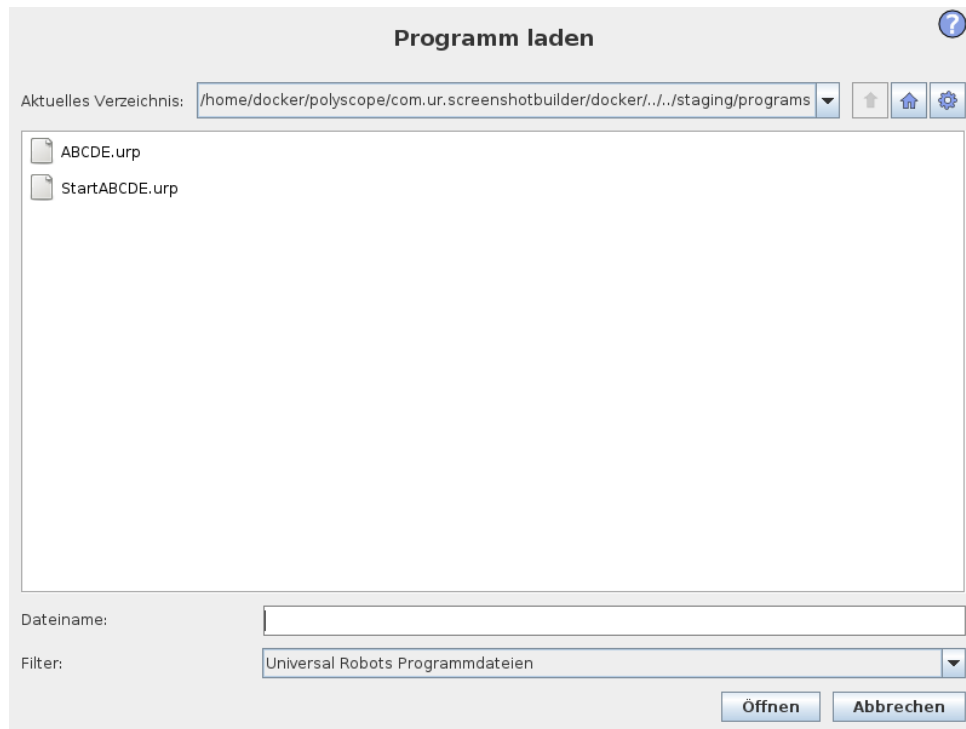 Programm laden
?
Aktuelles Verzeichnis: /home/docker/polyscope/com.ur.screenshotbuilder/docker/../../staging/programs
ABCDE.urp
StartABCDE.urp
Dateiname:
Filter: Universal Robots Programmdateien
Öffnen Abbrechen